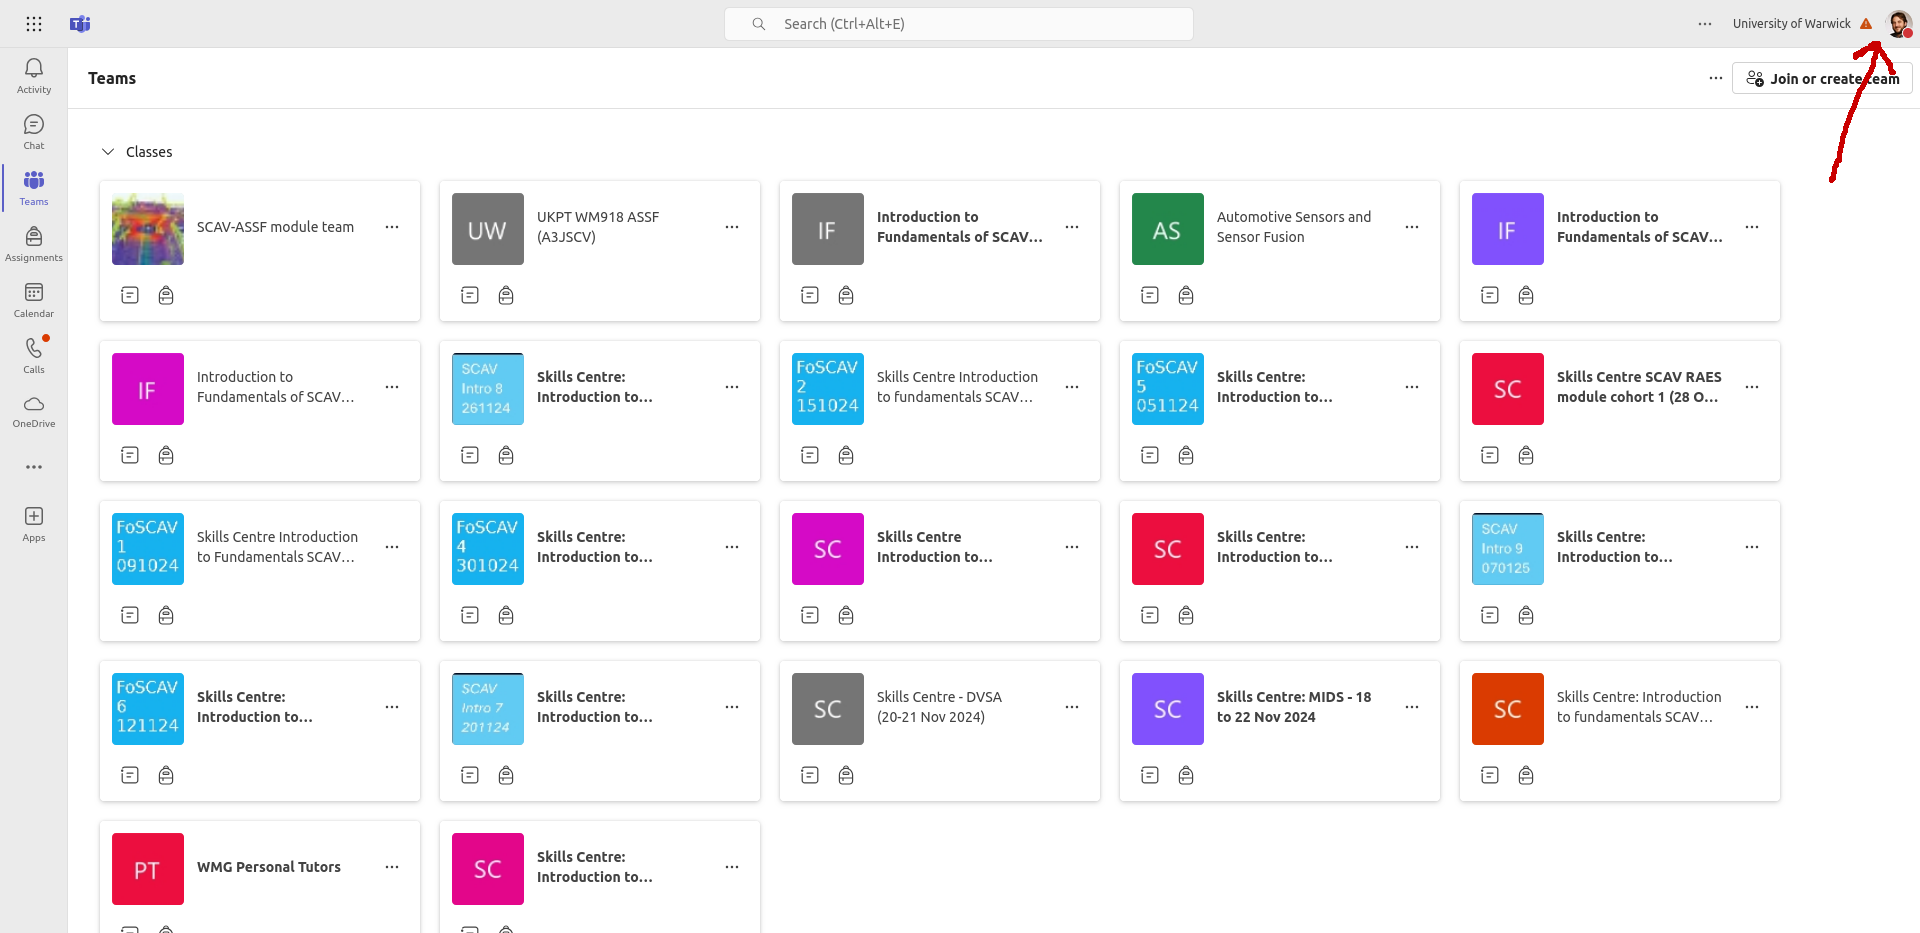 Search (Ctrl+Alt+E)
University of Warwick
Activity
Chat
Teams
Assignments
Calendar
Calls
OneDrive
Apps
Teams
Join or create team
Classes
SCAV-ASSF module team
UW
UKPT WM918 ASSF
(A3JSCV)
IF
Introduction to
Fundamentals of SCAV...
AS
Automotive Sensors and
Sensor Fusion
IF
Introduction to
Fundamentals of SCAV...
IF
Introduction to
Fundamentals of SCAV...
SCAV
Intro 8
261124
Skills Centre:
Introduction to...
FoSCAV
2
151024
Skills Centre Introduction
to fundamentals SCAV...
FoSCAV
5
051124
Skills Centre:
Introduction to...
SC
Skills Centre SCAV RAES
module cohort 1 (28 O...
FoSCAV
1
091024
Skills Centre Introduction
to Fundamentals SCAV...
FoSCAV
4
301024
Skills Centre:
Introduction to...
SC
Skills Centre
Introduction to...
SC
Skills Centre:
Introduction to...
SCAV
Intro 9
070125
Skills Centre:
Introduction to...
FoSCAV
6
121124
Skills Centre:
Introduction to...
SCAV
Intro 7
201124
Skills Centre:
Introduction to...
SC
Skills Centre - DVSA
(20-21 Nov 2024)
SC
Skills Centre: MIDS - 18
to 22 Nov 2024
SC
Skills Centre: Introduction
to fundamentals SCAV...
PT
WMG Personal Tutors
SC
Skills Centre:
Introduction to...